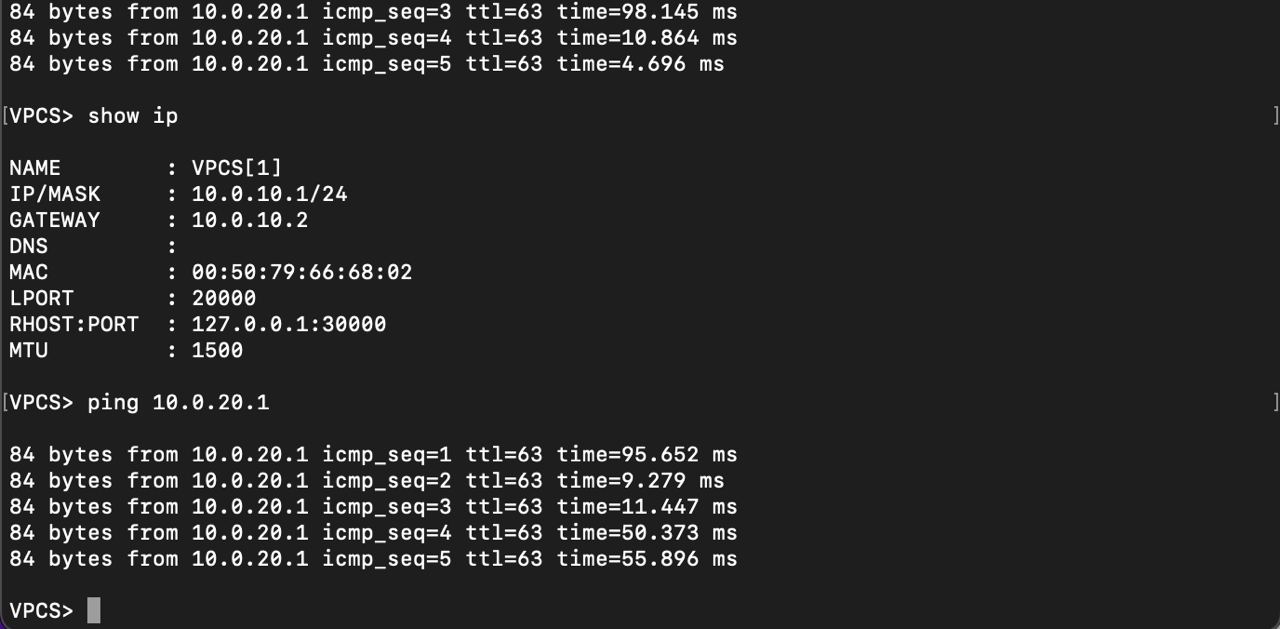 84 bytes from 10.0.20.1 icmp_seq=3 ttl=63 time=98.145 ms
84 bytes from 10.0.20.1 icmp_seq=4 ttl=63 time=10.864 ms
84 bytes from 10.0.20.1 icmp_seq=5 ttl=63 time=4.696 ms
[VPCS> show ip ]
NAME : VPCS[1]
IP/MASK : 10.0.10.1/24
GATEWAY : 10.0.10.2
DNS :
MAC : 00:50:79:66:68:02
LPORT : 20000
RHOST:PORT : 127.0.0.1:30000
MTU : 1500
[VPCS> ping 10.0.20.1 ]
84 bytes from 10.0.20.1 icmp_seq=1 ttl=63 time=95.652 ms
84 bytes from 10.0.20.1 icmp_seq=2 ttl=63 time=9.279 ms
84 bytes from 10.0.20.1 icmp_seq=3 ttl=63 time=11.447 ms
84 bytes from 10.0.20.1 icmp_seq=4 ttl=63 time=50.373 ms
84 bytes from 10.0.20.1 icmp_seq=5 ttl=63 time=55.896 ms
VPCS>